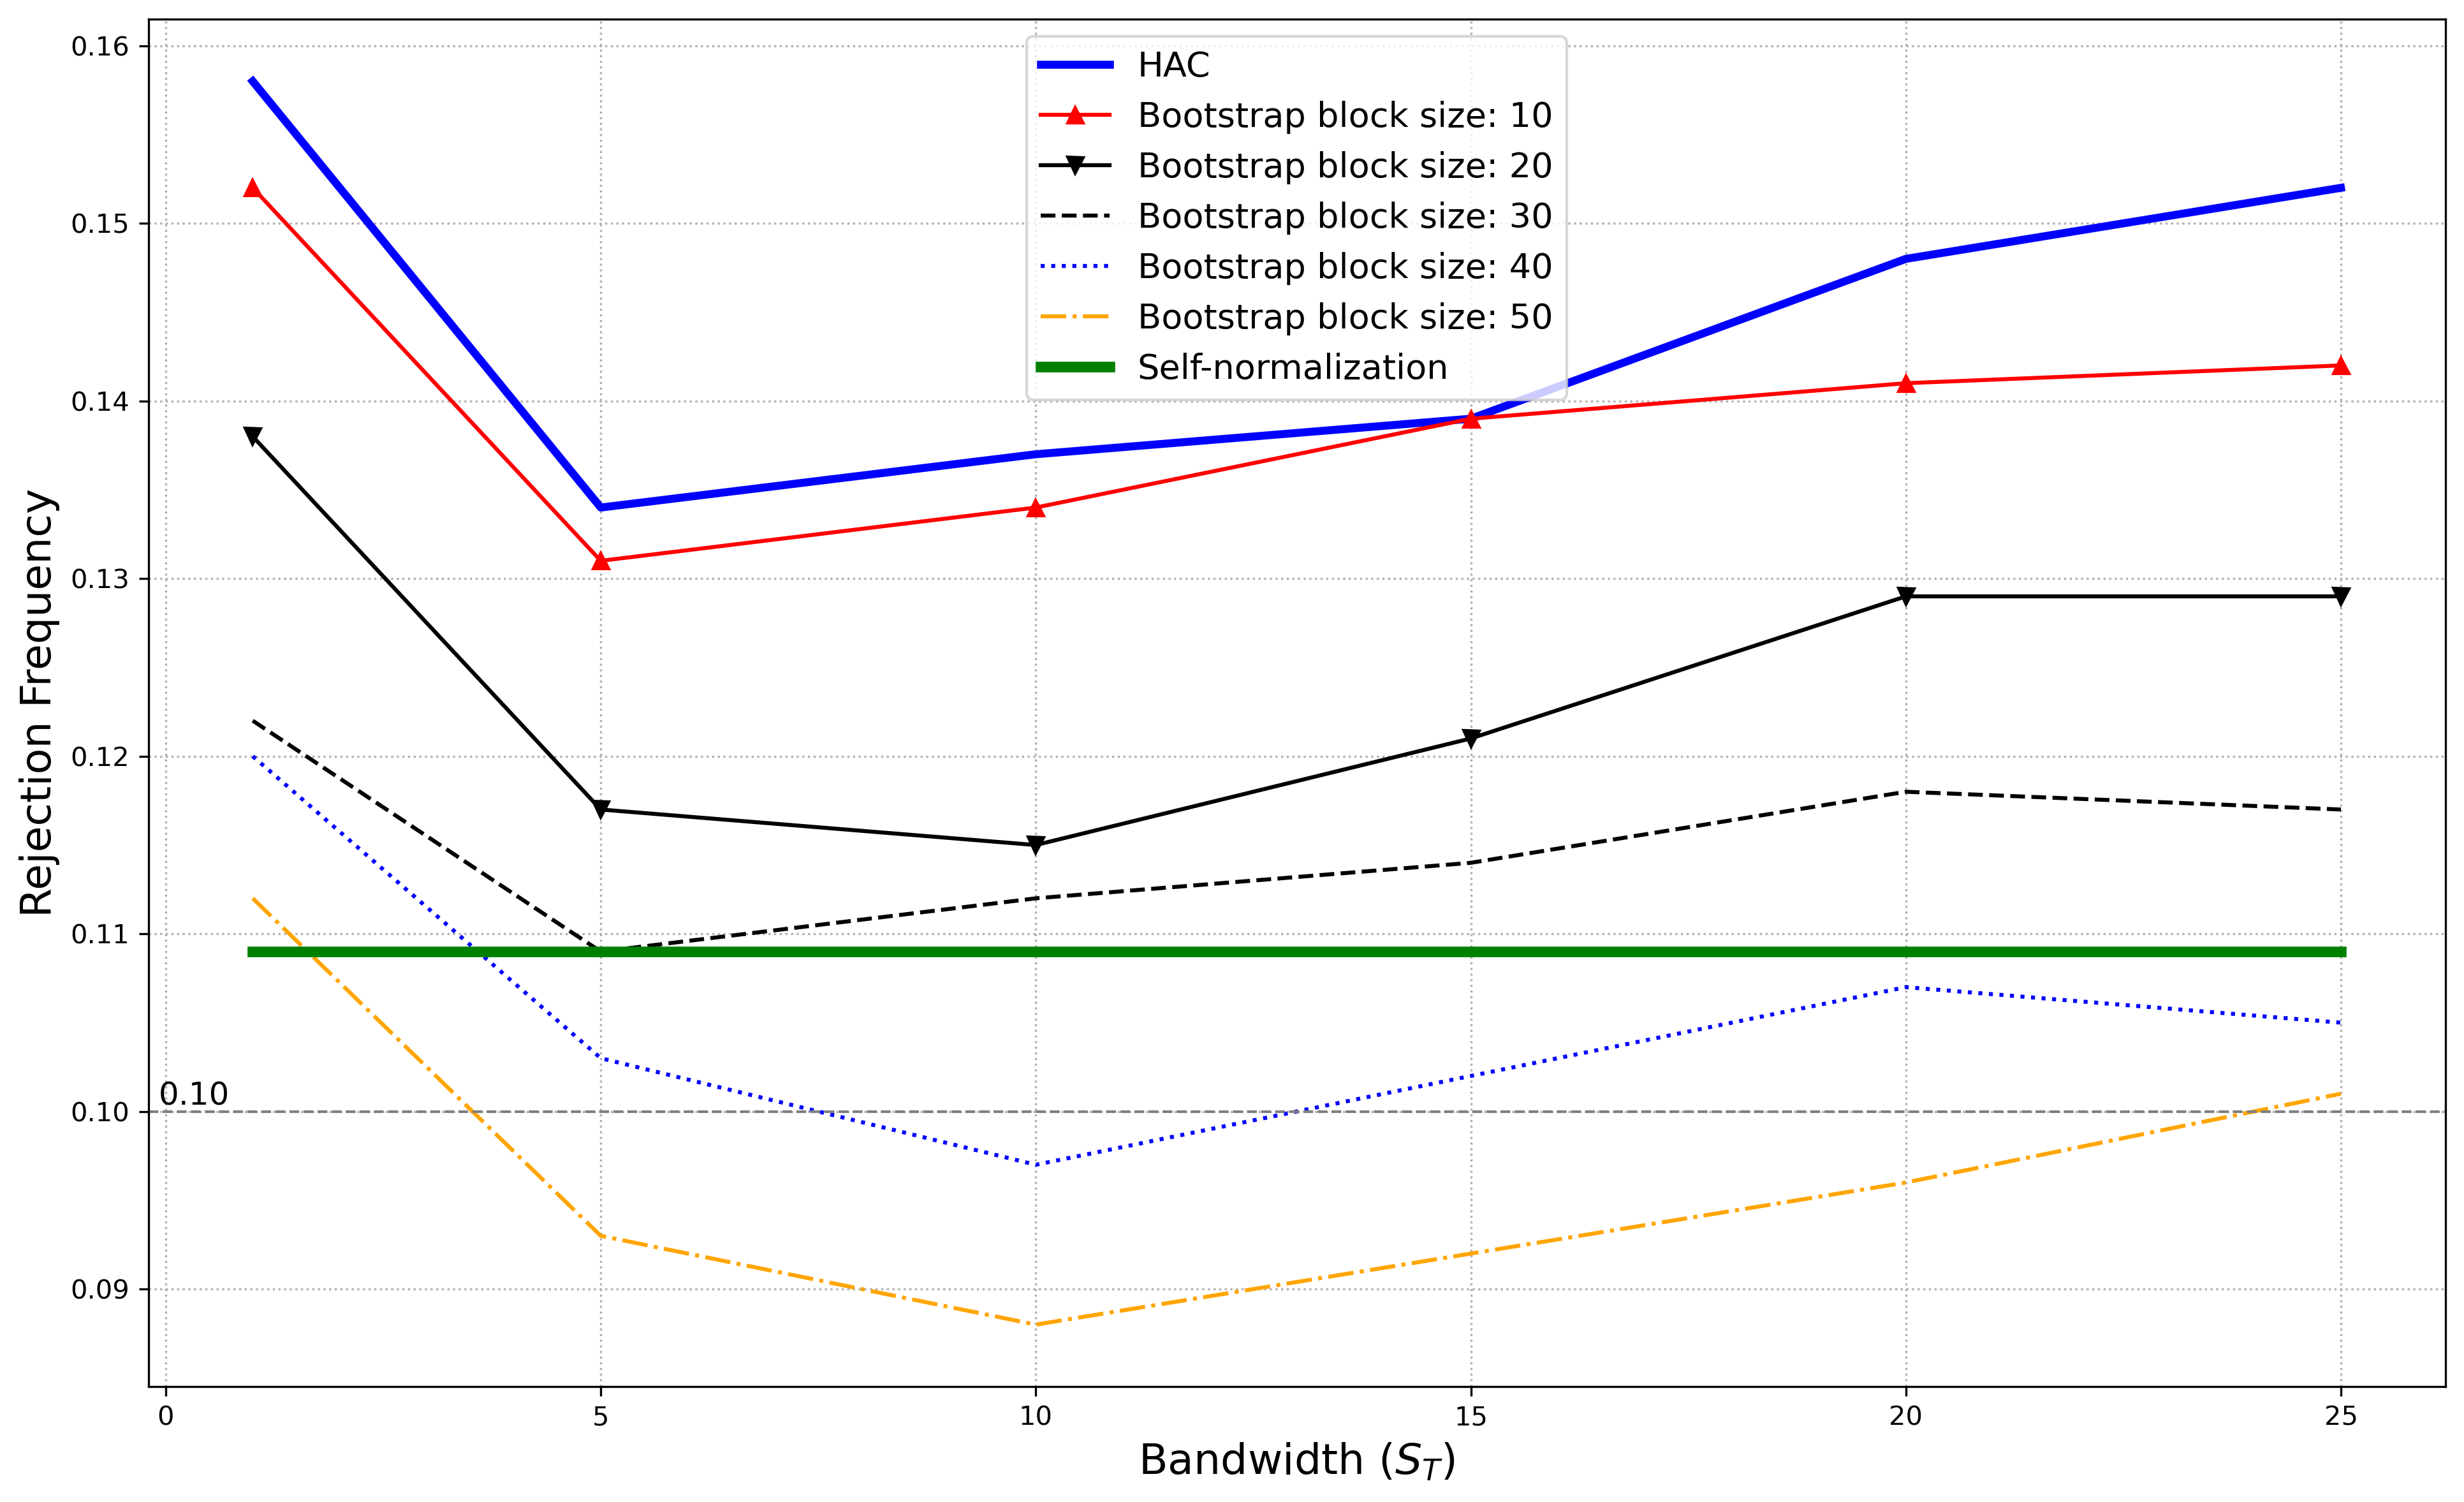 0.16
0.15
0.14
0.13
0.12
0.11
0.10
0.09
Rejection Frequency
HAC
Bootstrap block size: 10
Bootstrap block size: 20
Bootstrap block size: 30
Bootstrap block size: 40
Bootstrap block size: 50
Self-normalization
0.10
0 5 10 15 20 25
Bandwidth (S_T)